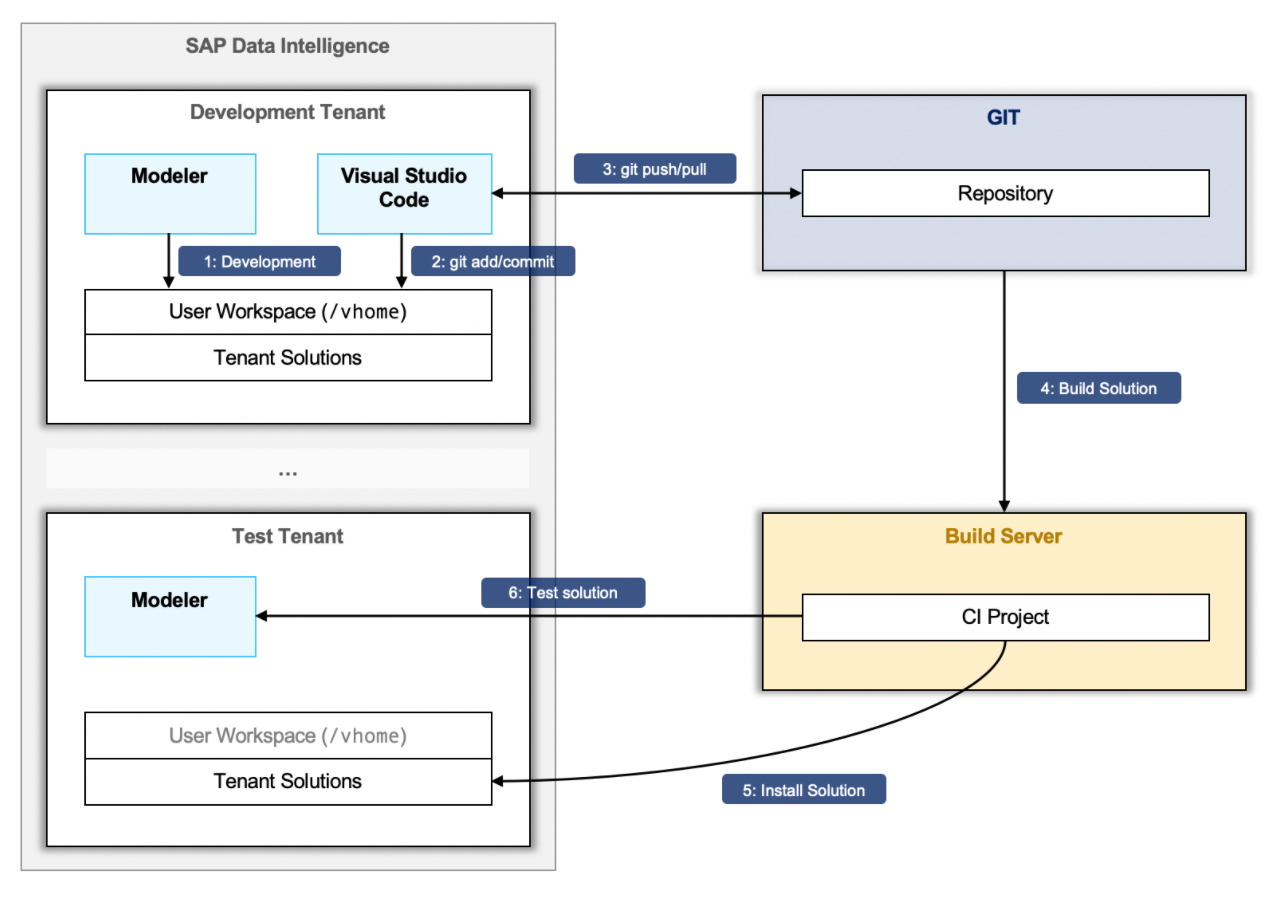 SAP Data Intelligence
Development Tenant
Modeler
Visual Studio
Code
1: Development
2: git add/commit
User Workspace (/vhome)
Tenant Solutions
3: git push/pull
GIT
Repository
4: Build Solution
...
Test Tenant
Modeler
6: Test solution
User Workspace (/vhome)
Tenant Solutions
Build Server
CI Project
5: Install Solution